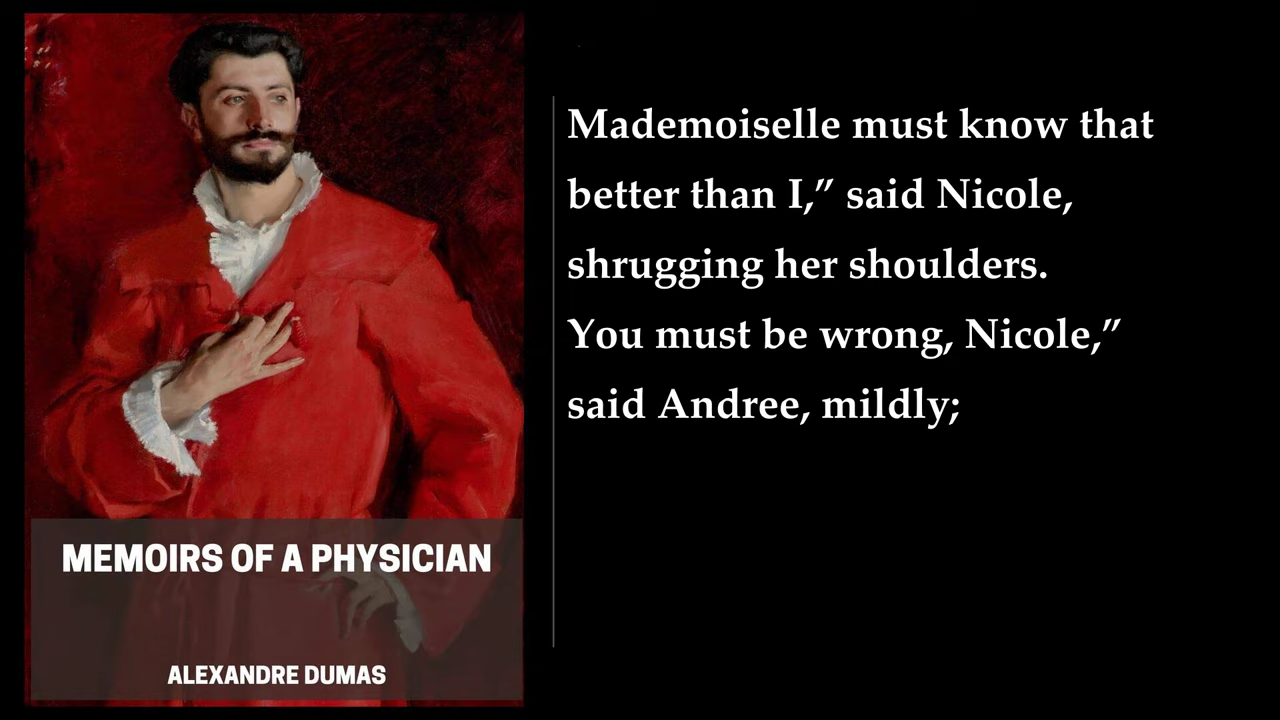 Mademoiselle must know that
better than I,” said Nicole,
shrugging her shoulders.
You must be wrong, Nicole,”
said Andree, mildly;
MEMOIRS OF A PHYSICIAN
ALEXANDRE DUMAS